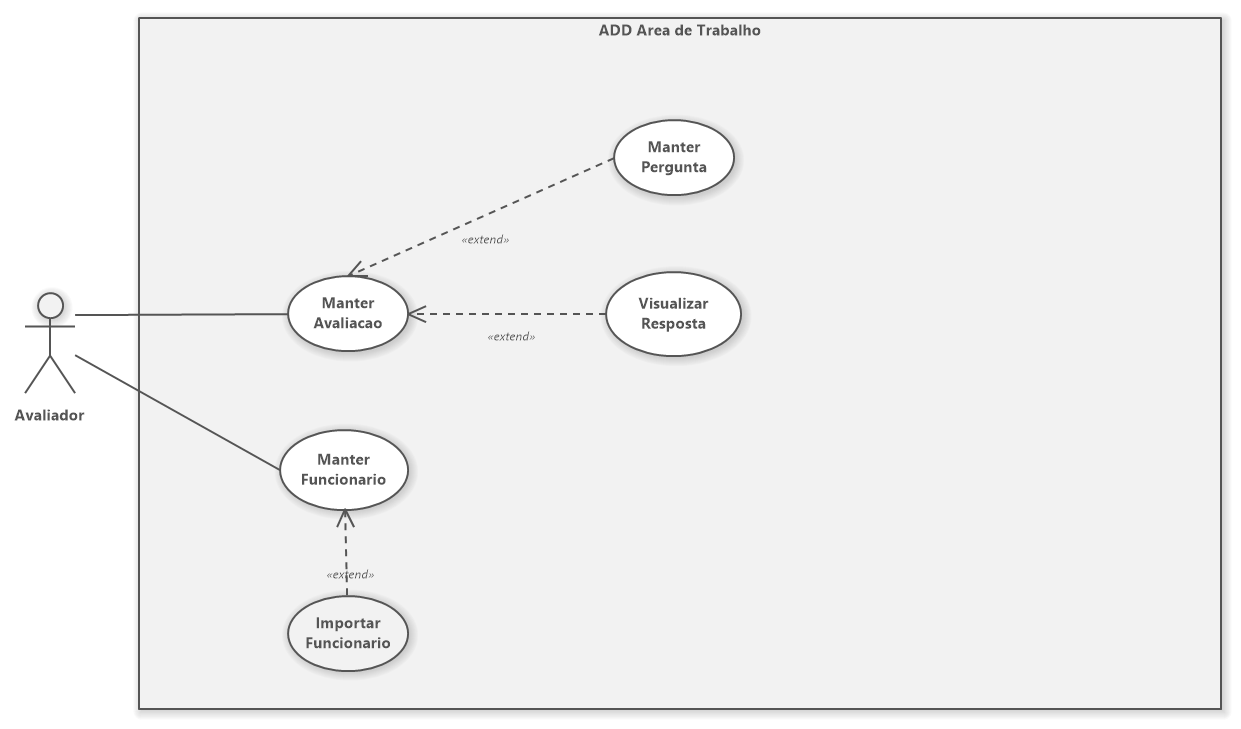 ADD Area de Trabalho
Manter
Pergunta
«extend»
Manter
Avaliacao
Visualizar
Resposta
«extend»
Avaliador
Manter
Funcionario
«extend»
Importar
Funcionario